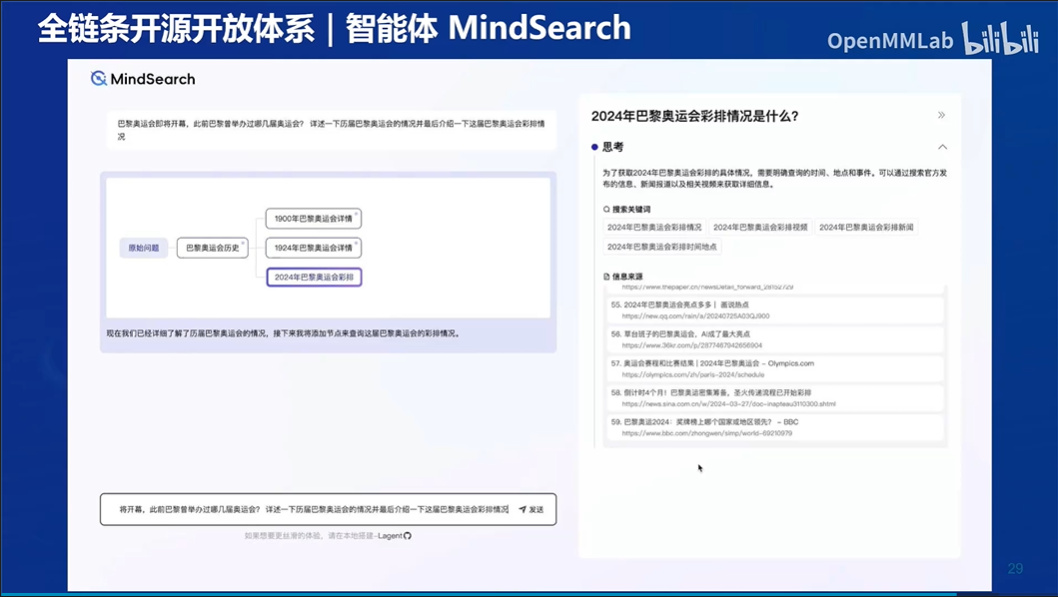 全链条开源开放体系｜智能体 MindSearch
OpenMMLab bilibili
MindSearch
巴黎奥运会即将开幕，此前巴黎曾举办过哪几届奥运会？ 详述一下历届巴黎奥运会的情况并最后介绍一下这届巴黎奥运会彩排情
况
原始问题
巴黎奥运会历史
1900年巴黎奥运会详情
1924年巴黎奥运会详情
2024年巴黎奥运会彩排
现在我们已经详细了解了历届巴黎奥运会的情况，接下来我将添加节点来查询这届巴黎奥运会的彩排情况。
将开幕，此前巴黎曾举办过哪几届奥运会？ 详述一下历届巴黎奥运会的情况并最后介绍一下这届巴黎奥运会彩排情况
发送
如果想要更丝滑的体验，请在本地搭建-Lagent
2024年巴黎奥运会彩排情况是什么?
思考
为了获取2024年巴黎奥运会彩排的具体情况，需要明确查询的时间、地点和事件。可以通过搜索官方发
布的信息、新闻报道以及相关视频来获取详细信息。
搜索关键词
2024年巴黎奥运会彩排情况 2024年巴黎奥运会彩排视频 2024年巴黎奥运会彩排新闻
2024年巴黎奥运会彩排时间地点
信息来源
55. 2024年巴黎奥运会亮点多多｜ 画说热点
https://new.qq.com/rain/a/20240725A03QJ900
56. 草台班子的巴黎奥运会，AI成了最大亮点
https://www.36kr.com/p/2877467942656904
57. 奥运会赛程和比赛结果 | 2024年巴黎奥运会 - Olympics.com
https://olympics.com/zh/paris-2024/schedule
58. 倒计时4个月！巴黎奥运密集筹备，圣火传递流程已开始彩排
https://news.sina.com.cn/w/2024-03-27/doc-inapteau3110300.shtml
59. 巴黎奥运2024：奖牌榜上哪个国家或地区领先？ - BBC
https://www.bbc.com/zhongwen/simp/world-69210979
29